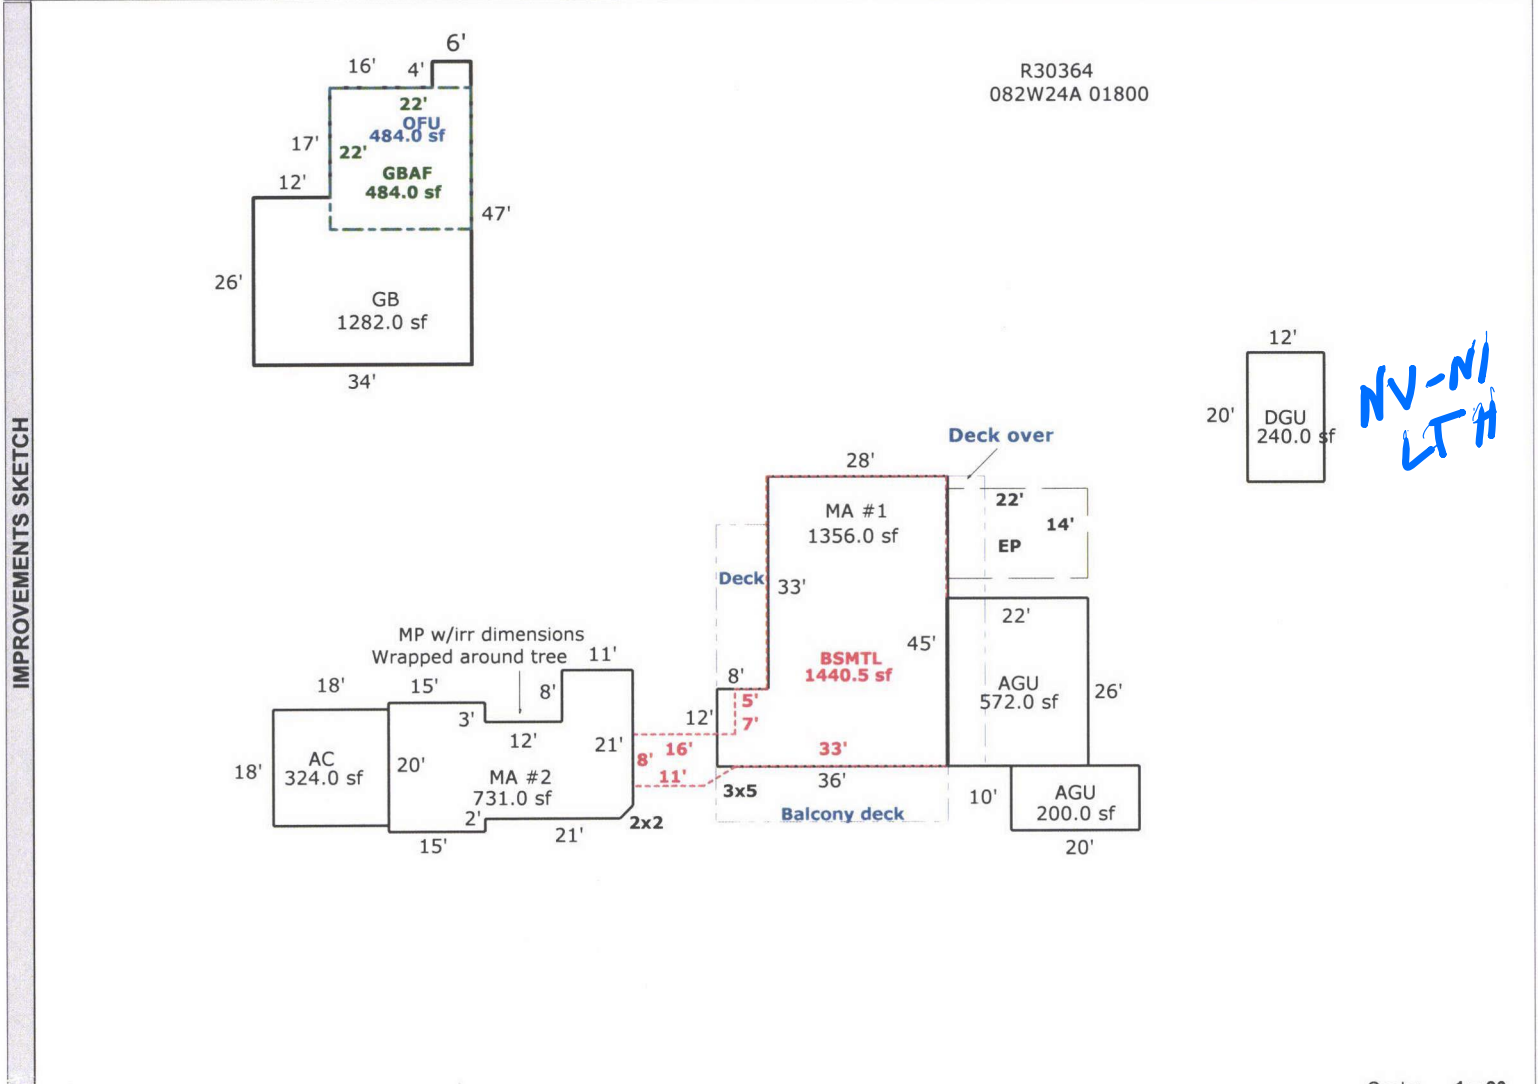 IMPROVEMENTS SKETCH
R30364
082W24A 01800
6'
16'
4'
22'
OFU
484.0 sf
17'
22'
GBAF
484.0 sf
12'
47'
26'
GB
1282.0 sf
34'
12'
20'
DGU
240.0 sf
NV-NI
LTH
Deck over
28'
MA #1
1356.0 sf
22'
14'
EP
Deck
33'
22'
45'
BSMTL
1440.5 sf
8'
5'
7'
12'
AGU
572.0 sf
26'
MP w/irr dimensions
Wrapped around tree
11'
18'
15'
8'
3'
12'
21'
16'
33'
18'
AC
324.0 sf
20'
MA #2
731.0 sf
8'
11'
36'
3x5
2'
21'
2x2
15'
Balcony deck
10'
AGU
200.0 sf
20'